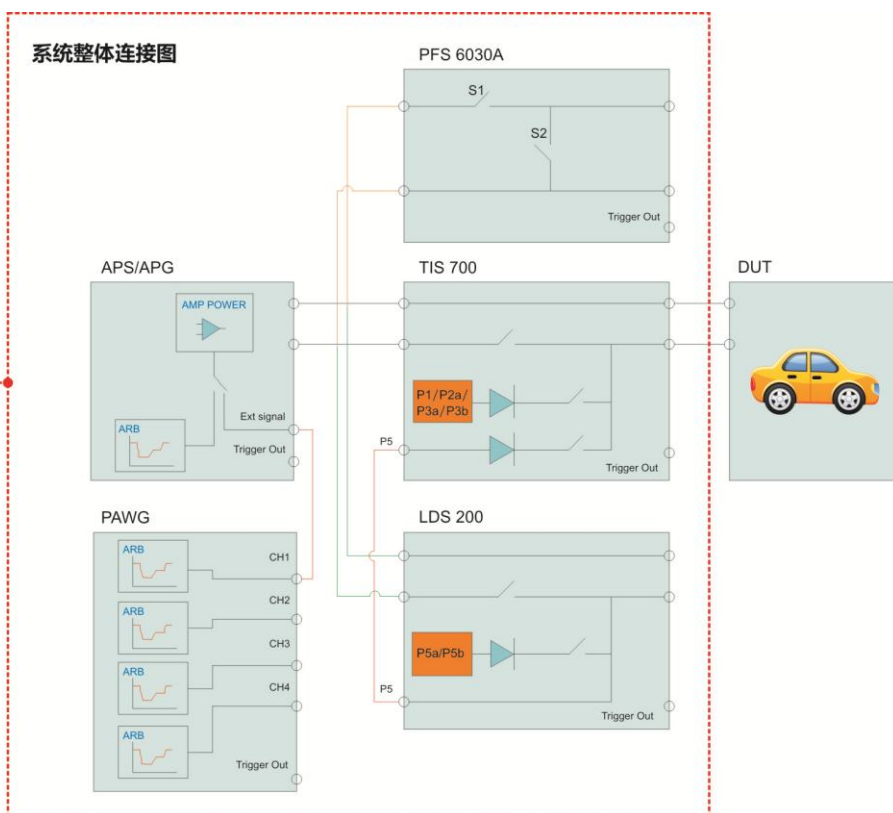 系统整体连接图
PFS 6030A
S1
S2
Trigger Out
APS/APG
AMP POWER
Ext signal
ARB
Trigger Out
TIS 700
P1/P2a/
P3a/P3b
P5
Trigger Out
DUT
PAWG
ARB
CH1
ARB
CH2
CH3
ARB
CH4
ARB
Trigger Out
LDS 200
P5a/P5b
P5
Trigger Out